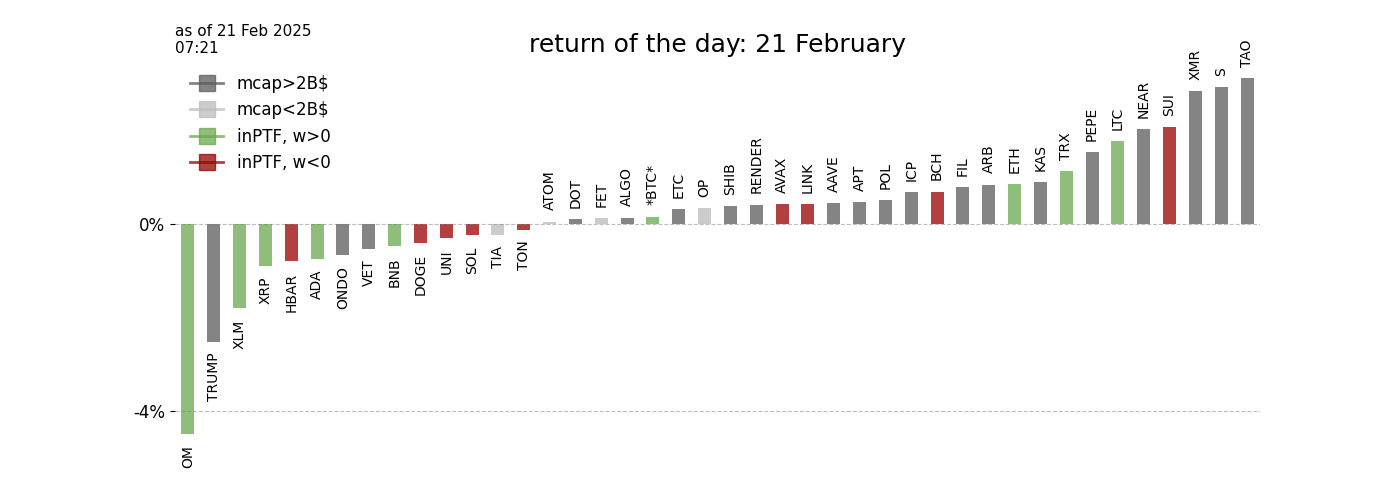 as of 21 Feb 2025
07:21
return of the day: 21 February
mcap>2B$
mcap<2B$
inPTF, w>0
inPTF, w<0
0%
-4%
OM
TRUMP
XLM
XRP
HBAR
ADA
ONDO
VET
BNB
DOGE
UNI
SOL
TIA
TON
ATOM
DOT
FET
ALGO
*BTC*
ETC
OP
SHIB
RENDER
AVAX
LINK
AAVE
APT
POL
ICP
BCH
FIL
ARB
ETH
KAS
TRX
PEPE
LTC
NEAR
SUI
XMR
S
TAO